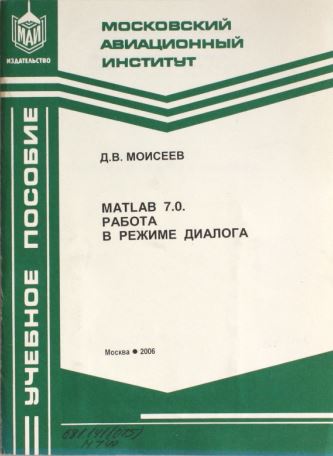 МАИ
ИЗДАТЕЛЬСТВО
МОСКОВСКИЙ
АВИАЦИОННЫЙ
ИНСТИТУТ
УЧЕБНОЕ ПОСОБИЕ
Д.В. МОИСЕЕВ
MATLAB 7.0.
РАБОТА
В РЕЖИМЕ ДИАЛОГА
Москва ● 2006